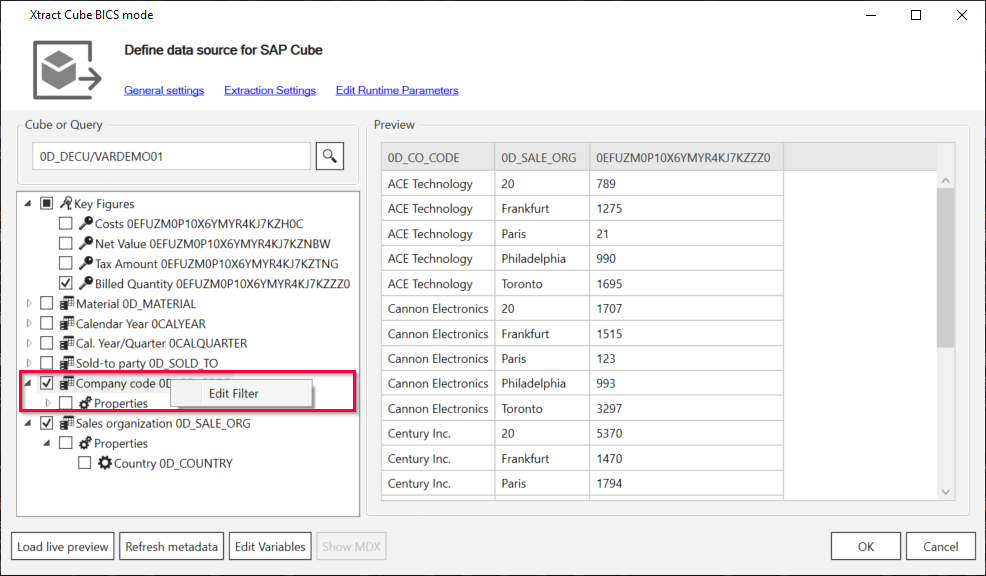 Xtract Cube BICS mode
Define data source for SAP Cube
General settings Extraction Settings Edit Runtime Parameters
Cube or Query
0D_DECU/VARDEMO01
Key Figures
Costs 0EFUZM0P10X6YMYR4KJ7KZH0C
Net Value 0EFUZM0P10X6YMYR4KJ7KZNBW
Tax Amount 0EFUZM0P10X6YMYR4KJ7KZTNG
Billed Quantity 0EFUZM0P10X6YMYR4KJ7KZZZ0
Material 0D_MATERIAL
Calendar Year 0CALYEAR
Cal. Year/Quarter 0CALQUARTER
Sold-to party 0D_SOLD_TO
Company code
Edit Filter
Properties
Sales organization 0D_SALE_ORG
Properties
Country 0D_COUNTRY
Preview
0D_CO_CODE 0D_SALE_ORG 0EFUZM0P10X6YMYR4KJ7KZZZ0
ACE Technology 20 789
ACE Technology Frankfurt 1275
ACE Technology Paris 21
ACE Technology Philadelphia 990
ACE Technology Toronto 1695
Cannon Electronics 20 1707
Cannon Electronics Frankfurt 1515
Cannon Electronics Paris 123
Cannon Electronics Philadelphia 993
Cannon Electronics Toronto 3297
Century Inc. 20 5370
Century Inc. Frankfurt 1470
Century Inc. Paris 1794
Load live preview Refresh metadata Edit Variables Show MDX OK Cancel